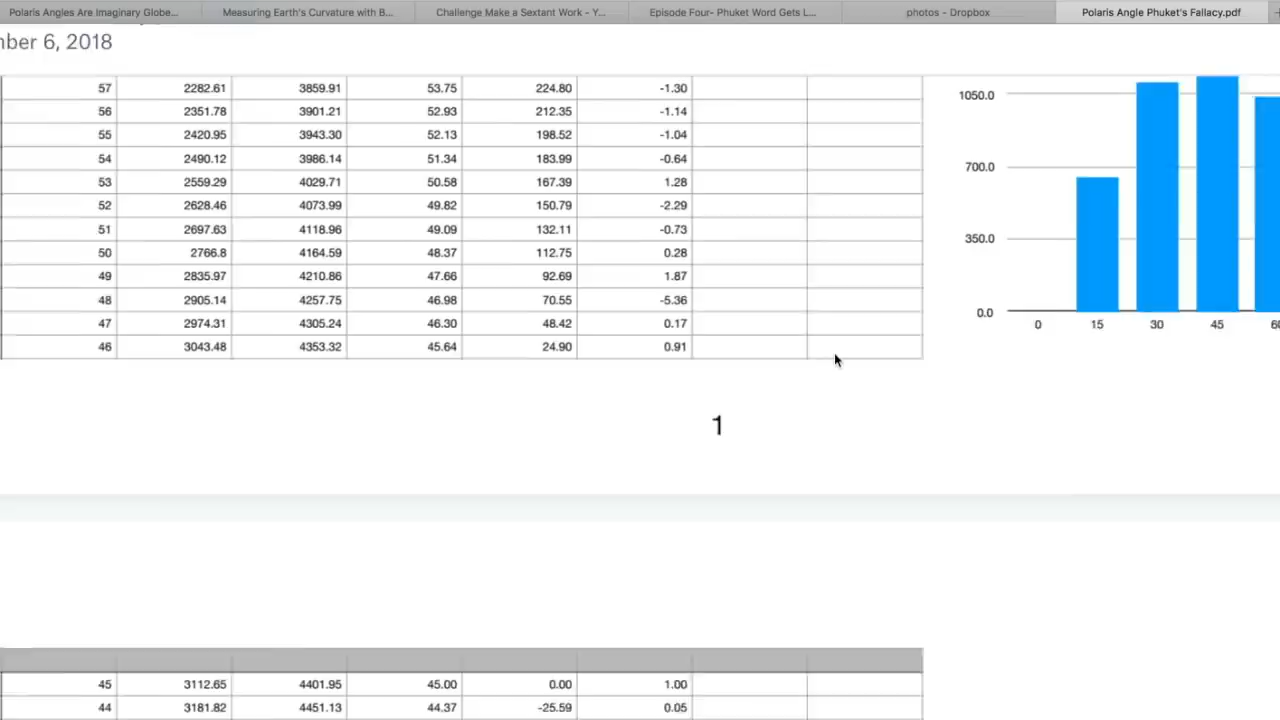 Polaris Angles Are Imaginary Globe... Measuring Earth's Curvature with B... Challenge Make a Sextant Work - Y... Episode Four- Phuket Word Gets L... photos - Dropbox Polaris Angle Phuket's Fallacy.pdf
nber 6, 2018
57 2282.61 3859.91 53.75 224.80 -1.30
56 2351.78 3901.21 52.93 212.35 -1.14
55 2420.95 3943.30 52.13 198.52 -1.04
54 2490.12 3986.14 51.34 183.99 -0.64
53 2559.29 4029.71 50.58 167.39 1.28
52 2628.46 4073.99 49.82 150.79 -2.29
51 2697.63 4118.96 49.09 132.11 -0.73
50 2766.8 4164.59 48.37 112.75 0.28
49 2835.97 4210.86 47.66 92.69 1.87
48 2905.14 4257.75 46.98 70.55 -5.36
47 2974.31 4305.24 46.30 48.42 0.17
46 3043.48 4353.32 45.64 24.90 0.91
1050.0
700.0
350.0
0.0
0 15 30 45 60
1
45 3112.65 4401.95 45.00 0.00 1.00
44 3181.82 4451.13 44.37 -25.59 0.05